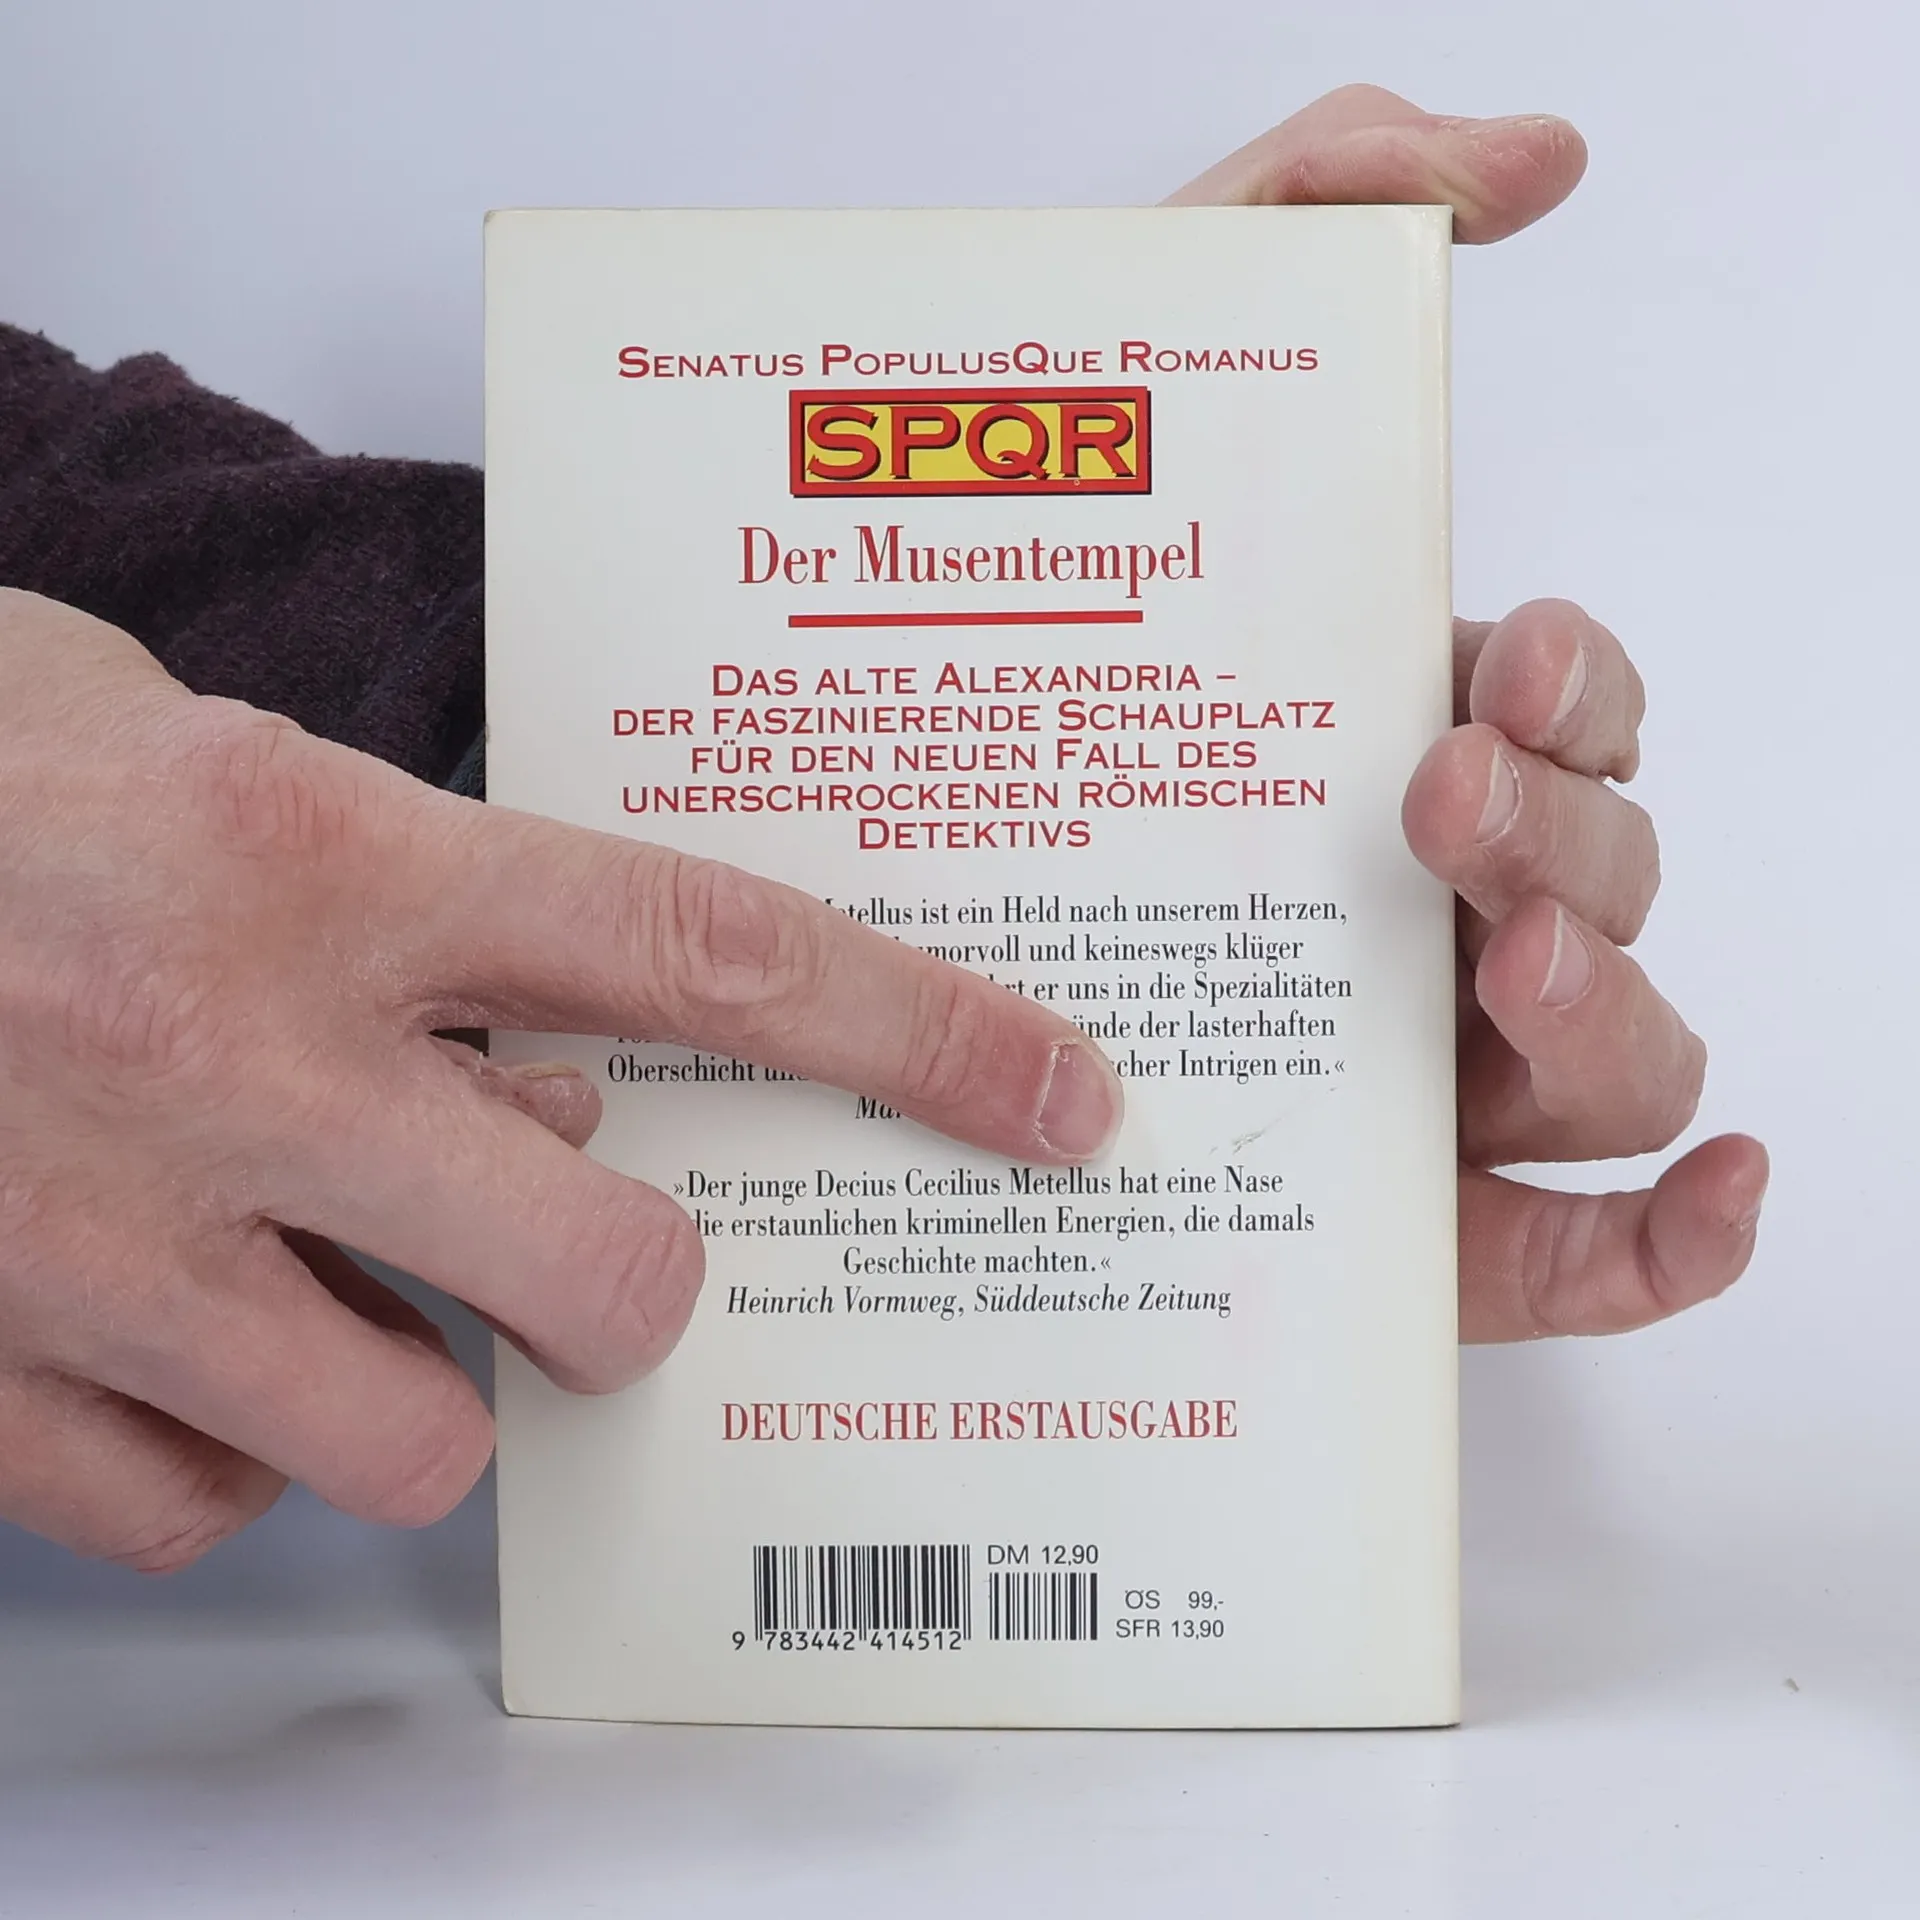 SENATUS POPULUSQUE ROMANUS
SPQR
Der Musentempel
DAS ALTE ALEXANDRIA –
DER FASZINIERENDE SCHAUPLATZ
FÜR DEN NEUEN FALL DES
UNERSCHROCKENEN RÖMISCHEN
DETEKTIVS
ist ein Held nach unserem Herzen,
und keineswegs klüger
er uns in die Spezialitäten
der lasterhaften
Oberschicht Intrigen ein.«
»Der junge Decius Cecilius Metellus hat eine Nase
erstaunlichen kriminellen Energien, die damals
Geschichte machten.«
Heinrich Vormweg, Süddeutsche Zeitung
DEUTSCHE ERSTAUSGABE
DM 12,90
ÖS 99,-
SFR 13,90
9 783442 414512